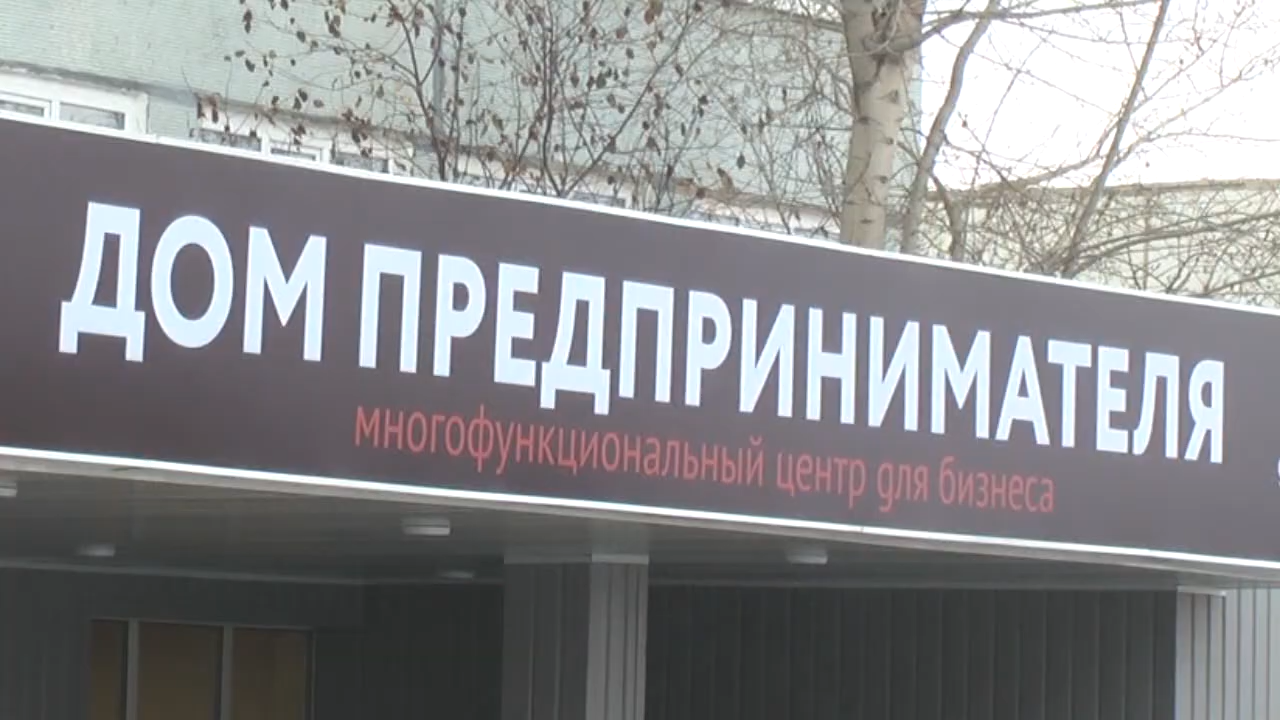 ДОМ ПРЕДПРИНИМАТЕЛЯ
многофункциональный центр для бизнеса